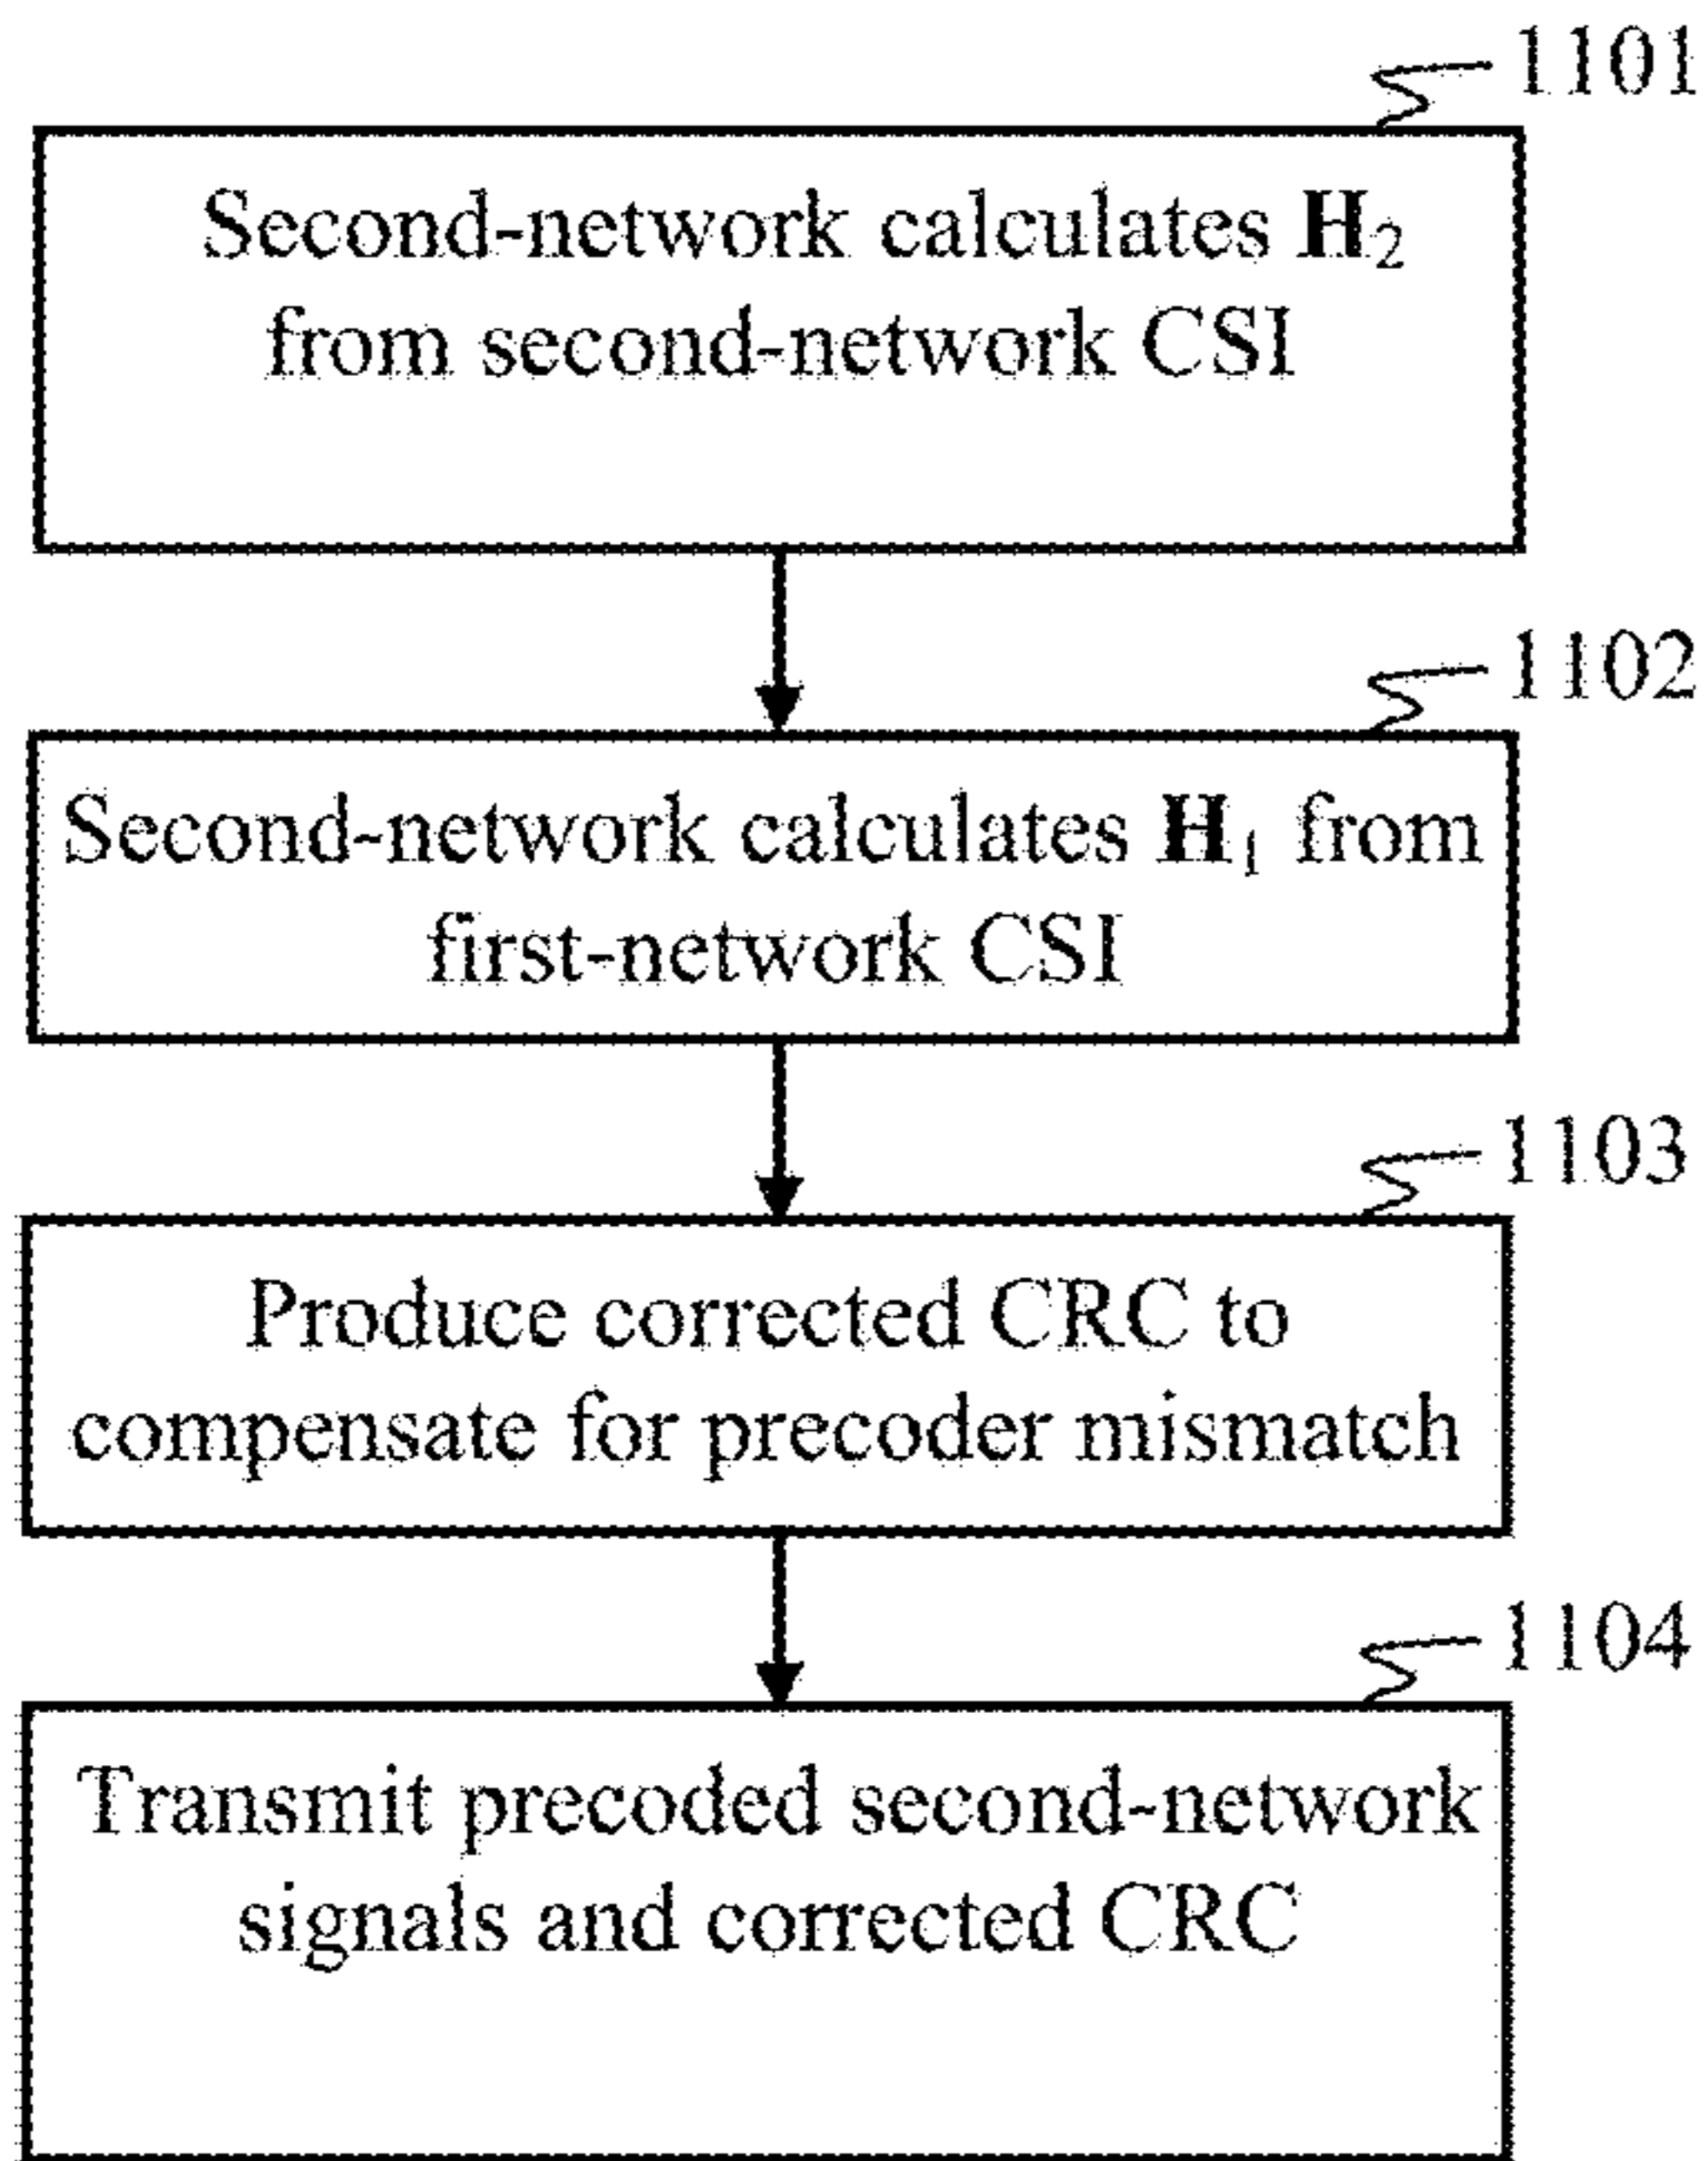 1101
Second-network calculates H₂
from second-network CSI
1102
Second-network calculates H₁ from
first-network CSI
1103
Produce corrected CRC to
compensate for precoder mismatch
1104
Transmit precoded second-network
signals and corrected CRC